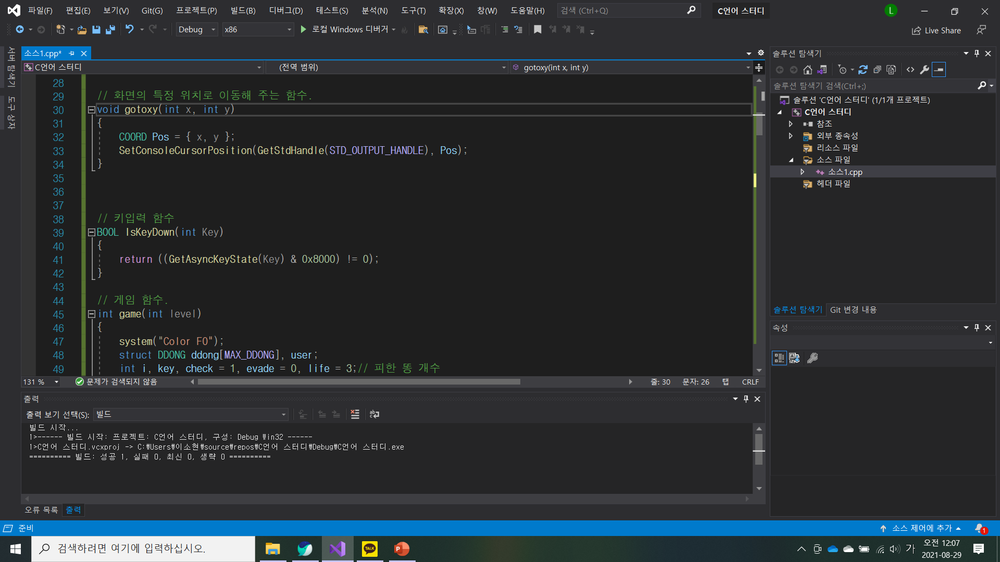 파일(F) 편집(E) 보기(V) Git(G) 프로젝트(P) 빌드(B) 디버그(D) 테스트(S) 분석(N) 도구(T) 확장(X) 창(W) 도움말(H) 검색 (Ctrl+Q) C언어 스터디 L
Debug x86 로컬 Windows 디버거 Live Share
서버 탐색기
도구 상자
소스1.cpp*
C언어 스터디 (전역 범위) gotoxy(int x, int y)
28
29 // 화면의 특정 위치로 이동해 주는 함수.
30 void gotoxy(int x, int y)
31 {
32 COORD Pos = { x, y };
33 SetConsoleCursorPosition(GetStdHandle(STD_OUTPUT_HANDLE), Pos);
34 }
35
36
37
38 // 키입력 함수
39 BOOL IsKeyDown(int Key)
40 {
41 return ((GetAsyncKeyState(Key) & 0x8000) != 0);
42 }
43
44 // 게임 함수.
45 int game(int level)
46 {
47 system("Color F0");
48 struct DDONG ddong[MAX_DDONG], user;
49 int i, key, check = 1, evade = 0, life = 3;// 피한 똥 개수
131 % 문제가 검색되지 않음 줄: 30 문자: 26 탭 CRLF
출력
출력 보기 선택(S): 빌드
빌드 시작...
1>------ 빌드 시작: 프로젝트: C언어 스터디, 구성: Debug Win32 ------
1>C언어 스터디.vcxproj -> C:₩Users₩이소현₩source₩repos₩C언어 스터디₩Debug₩C언어 스터디.exe
========== 빌드: 성공 1, 실패 0, 최신 0, 생략 0 ==========
오류 목록 출력
솔루션 탐색기
솔루션 탐색기 검색(Ctrl+;)
솔루션 'C언어 스터디' (1/1개 프로젝트)
C언어 스터디
참조
외부 종속성
리소스 파일
소스 파일
소스1.cpp
헤더 파일
솔루션 탐색기 Git 변경 내용
속성
준비 소스 제어에 추가 1
검색하려면 여기에 입력하십시오. TALK P 가 오전 12:07
2021-08-29